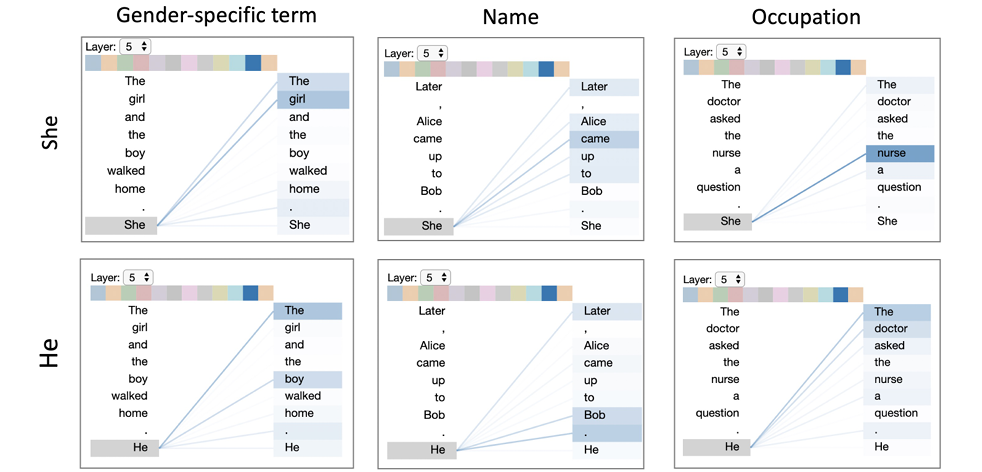 Gender-specific term
Name
Occupation
She
Layer: 5
The The
girl girl
and and
the the
boy boy
walked walked
home home
. .
She She
Layer: 5
Later Later
, ,
Alice Alice
came came
up up
to to
Bob Bob
. .
She She
Layer: 5
The The
doctor doctor
asked asked
the the
nurse nurse
a a
question question
. .
She She
He
Layer: 5
The The
girl girl
and and
the the
boy boy
walked walked
home home
. .
He He
Layer: 5
Later Later
, ,
Alice Alice
came came
up up
to to
Bob Bob
. .
He He
Layer: 5
The The
doctor doctor
asked asked
the the
nurse nurse
a a
question question
. .
He He